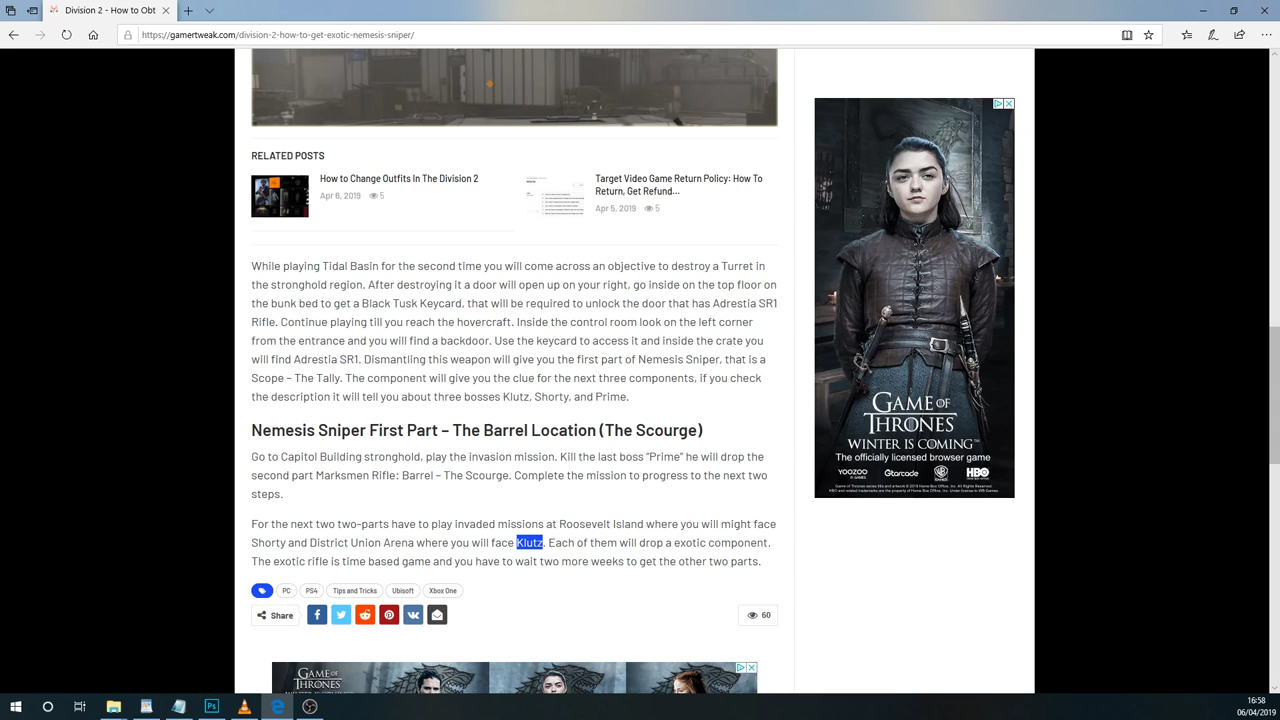 Division 2 - How to Obt
https://gamertweak.com/division-2-how-to-get-exotic-nemesis-sniper/
RELATED POSTS
How to Change Outfits In The Division 2
Apr 6, 2019 5
Target Video Game Return Policy: How To
Return, Get Refund...
Apr 5, 2019 5
While playing Tidal Basin for the second time you will come across an objective to destroy a Turret in
the stronghold region. After destroying it a door will open up on your right, go inside on the top floor on
the bunk bed to get a Black Tusk Keycard, that will be required to unlock the door that has Adrestia SR1
Rifle. Continue playing till you reach the hovercraft. Inside the control room look on the left corner
from the entrance and you will find a backdoor. Use the keycard to access it and inside the crate you
will find Adrestia SR1. Dismantling this weapon will give you the first part of Nemesis Sniper, that is a
Scope – The Tally. The component will give you the clue for the next three components, if you check
the description it will tell you about three bosses Klutz, Shorty, and Prime.
Nemesis Sniper First Part – The Barrel Location (The Scourge)
Go to Capitol Building stronghold, play the invasion mission. Kill the last boss “Prime” he will drop the
second part Marksmen Rifle: Barrel – The Scourge. Complete the mission to progress to the next two
steps.
For the next two two-parts have to play invaded missions at Roosevelt Island where you will might face
Shorty and District Union Arena where you will face Klutz. Each of them will drop a exotic component.
The exotic rifle is time based game and you have to wait two more weeks to get the other two parts.
PC PS4 Tips and Tricks Ubisoft Xbox One
Share
60
GAME OF
THRONES
WINTER IS COMING™
The officially licensed browser game
YOOZOO GAMES Gtarcade WB HBO
GAME OF
THRONES
16:58
06/04/2019